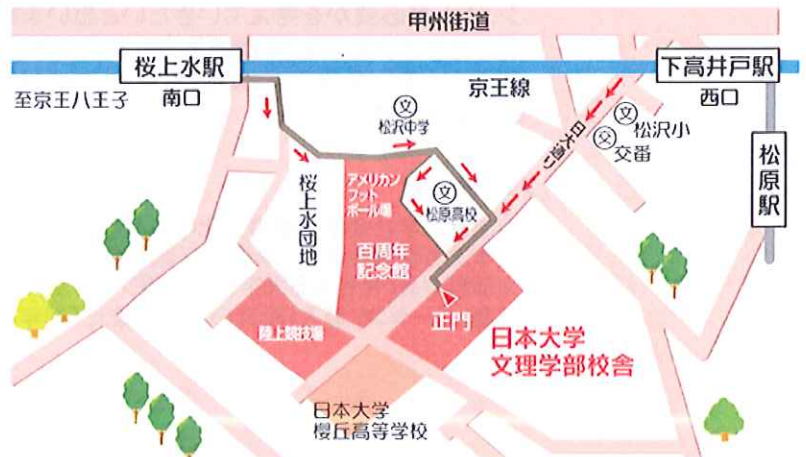 甲州街道
桜上水駅
下高井戸駅
至京王八王子
南口
京王線
西口
文
松沢中学
文
松沢小
交
交番
日大通り
松原駅
アメリカン
フット
ボール場
文
松原高校
桜上水団地
百周年
記念館
正門
陸上競技場
日本大学
文理学部校舎
日本大学
櫻丘高等学校